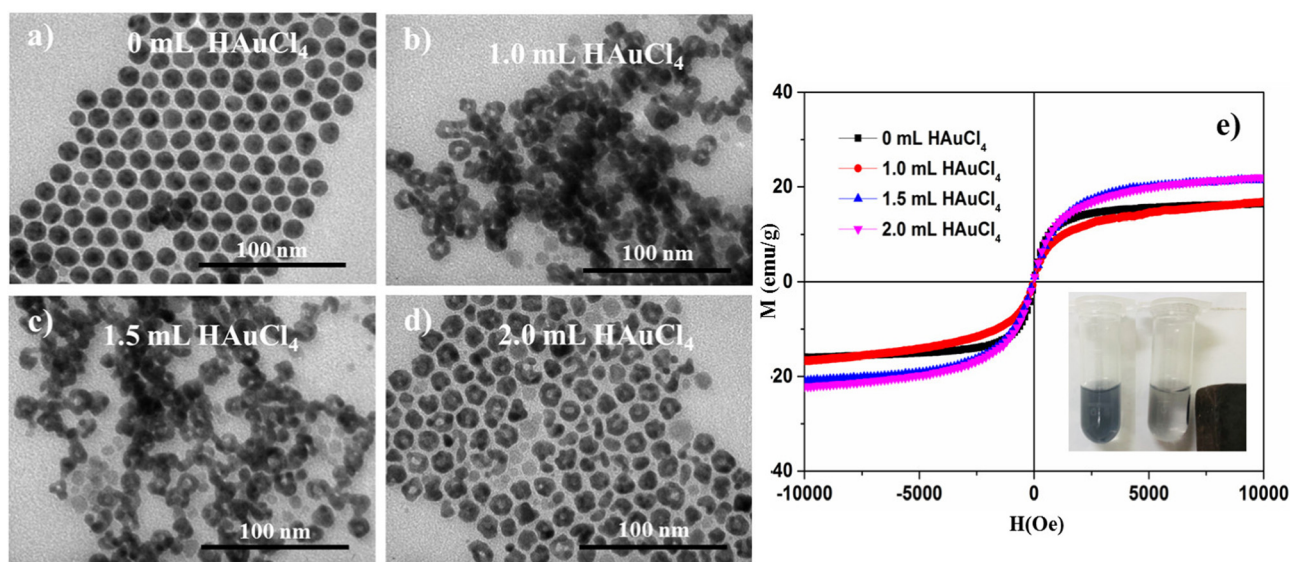 a)
0 mL HAuCl₄
100 nm
b)
1.0 mL HAuCl₄
100 nm
c)
1.5 mL HAuCl₄
100 nm
d)
2.0 mL HAuCl₄
100 nm
e)
0 mL HAuCl₄
1.0 mL HAuCl₄
1.5 mL HAuCl₄
2.0 mL HAuCl₄
M (emu/g)
40
20
0
-20
-40
-10000
-5000
0
5000
10000
H(Oe)